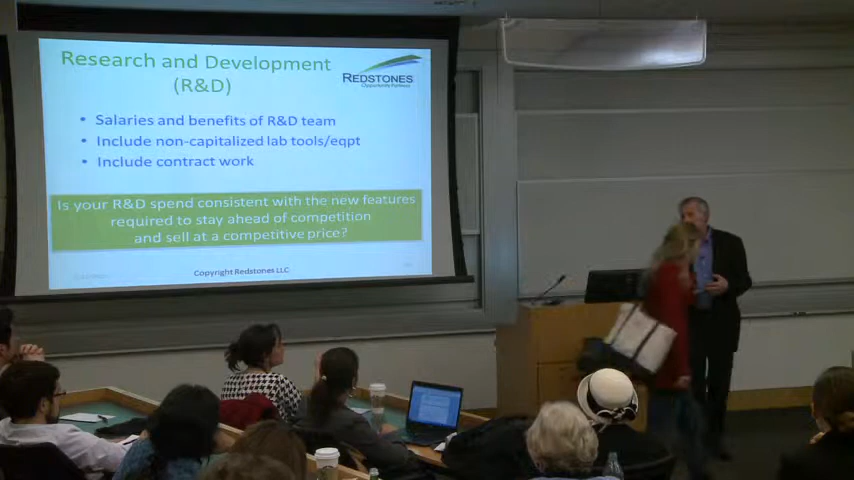 Research and Development
(R&D)
REDSTONES
• Salaries and benefits of R&D team
• Include non-capitalized lab tools/eqpt
• Include contract work
Is your R&D spend consistent with the new features
required to stay ahead of competition
and sell at a competitive price?
Copyright Redstones LLC